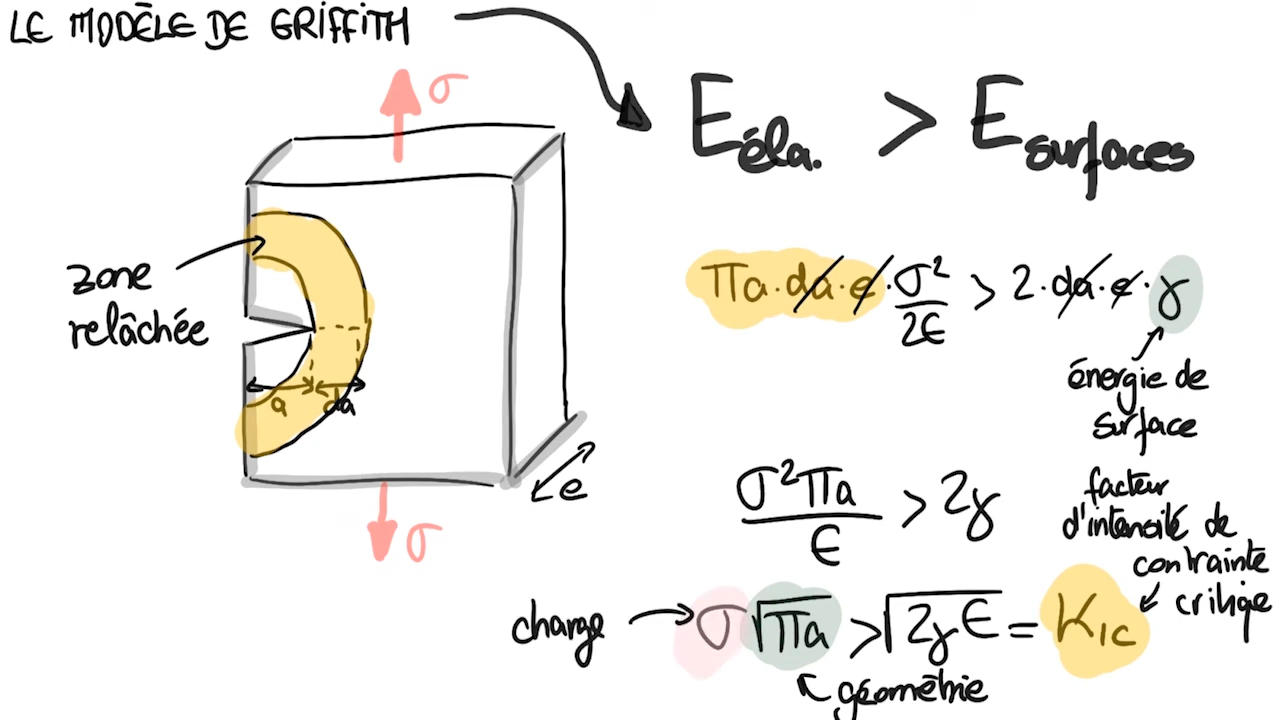 LE MODÈLE DE GRIFFITH
σ
Eéla. > Esurfaces
zone
relâchée
πa · da · e · σ²/2E > 2 · da · e · γ
énergie de
surface
a
da
e
σ
σ²πa/E > 2γ
facteur
d'intensité de
contrainte
critique
charge
σ√πa > √2γE = K1c
géométrie